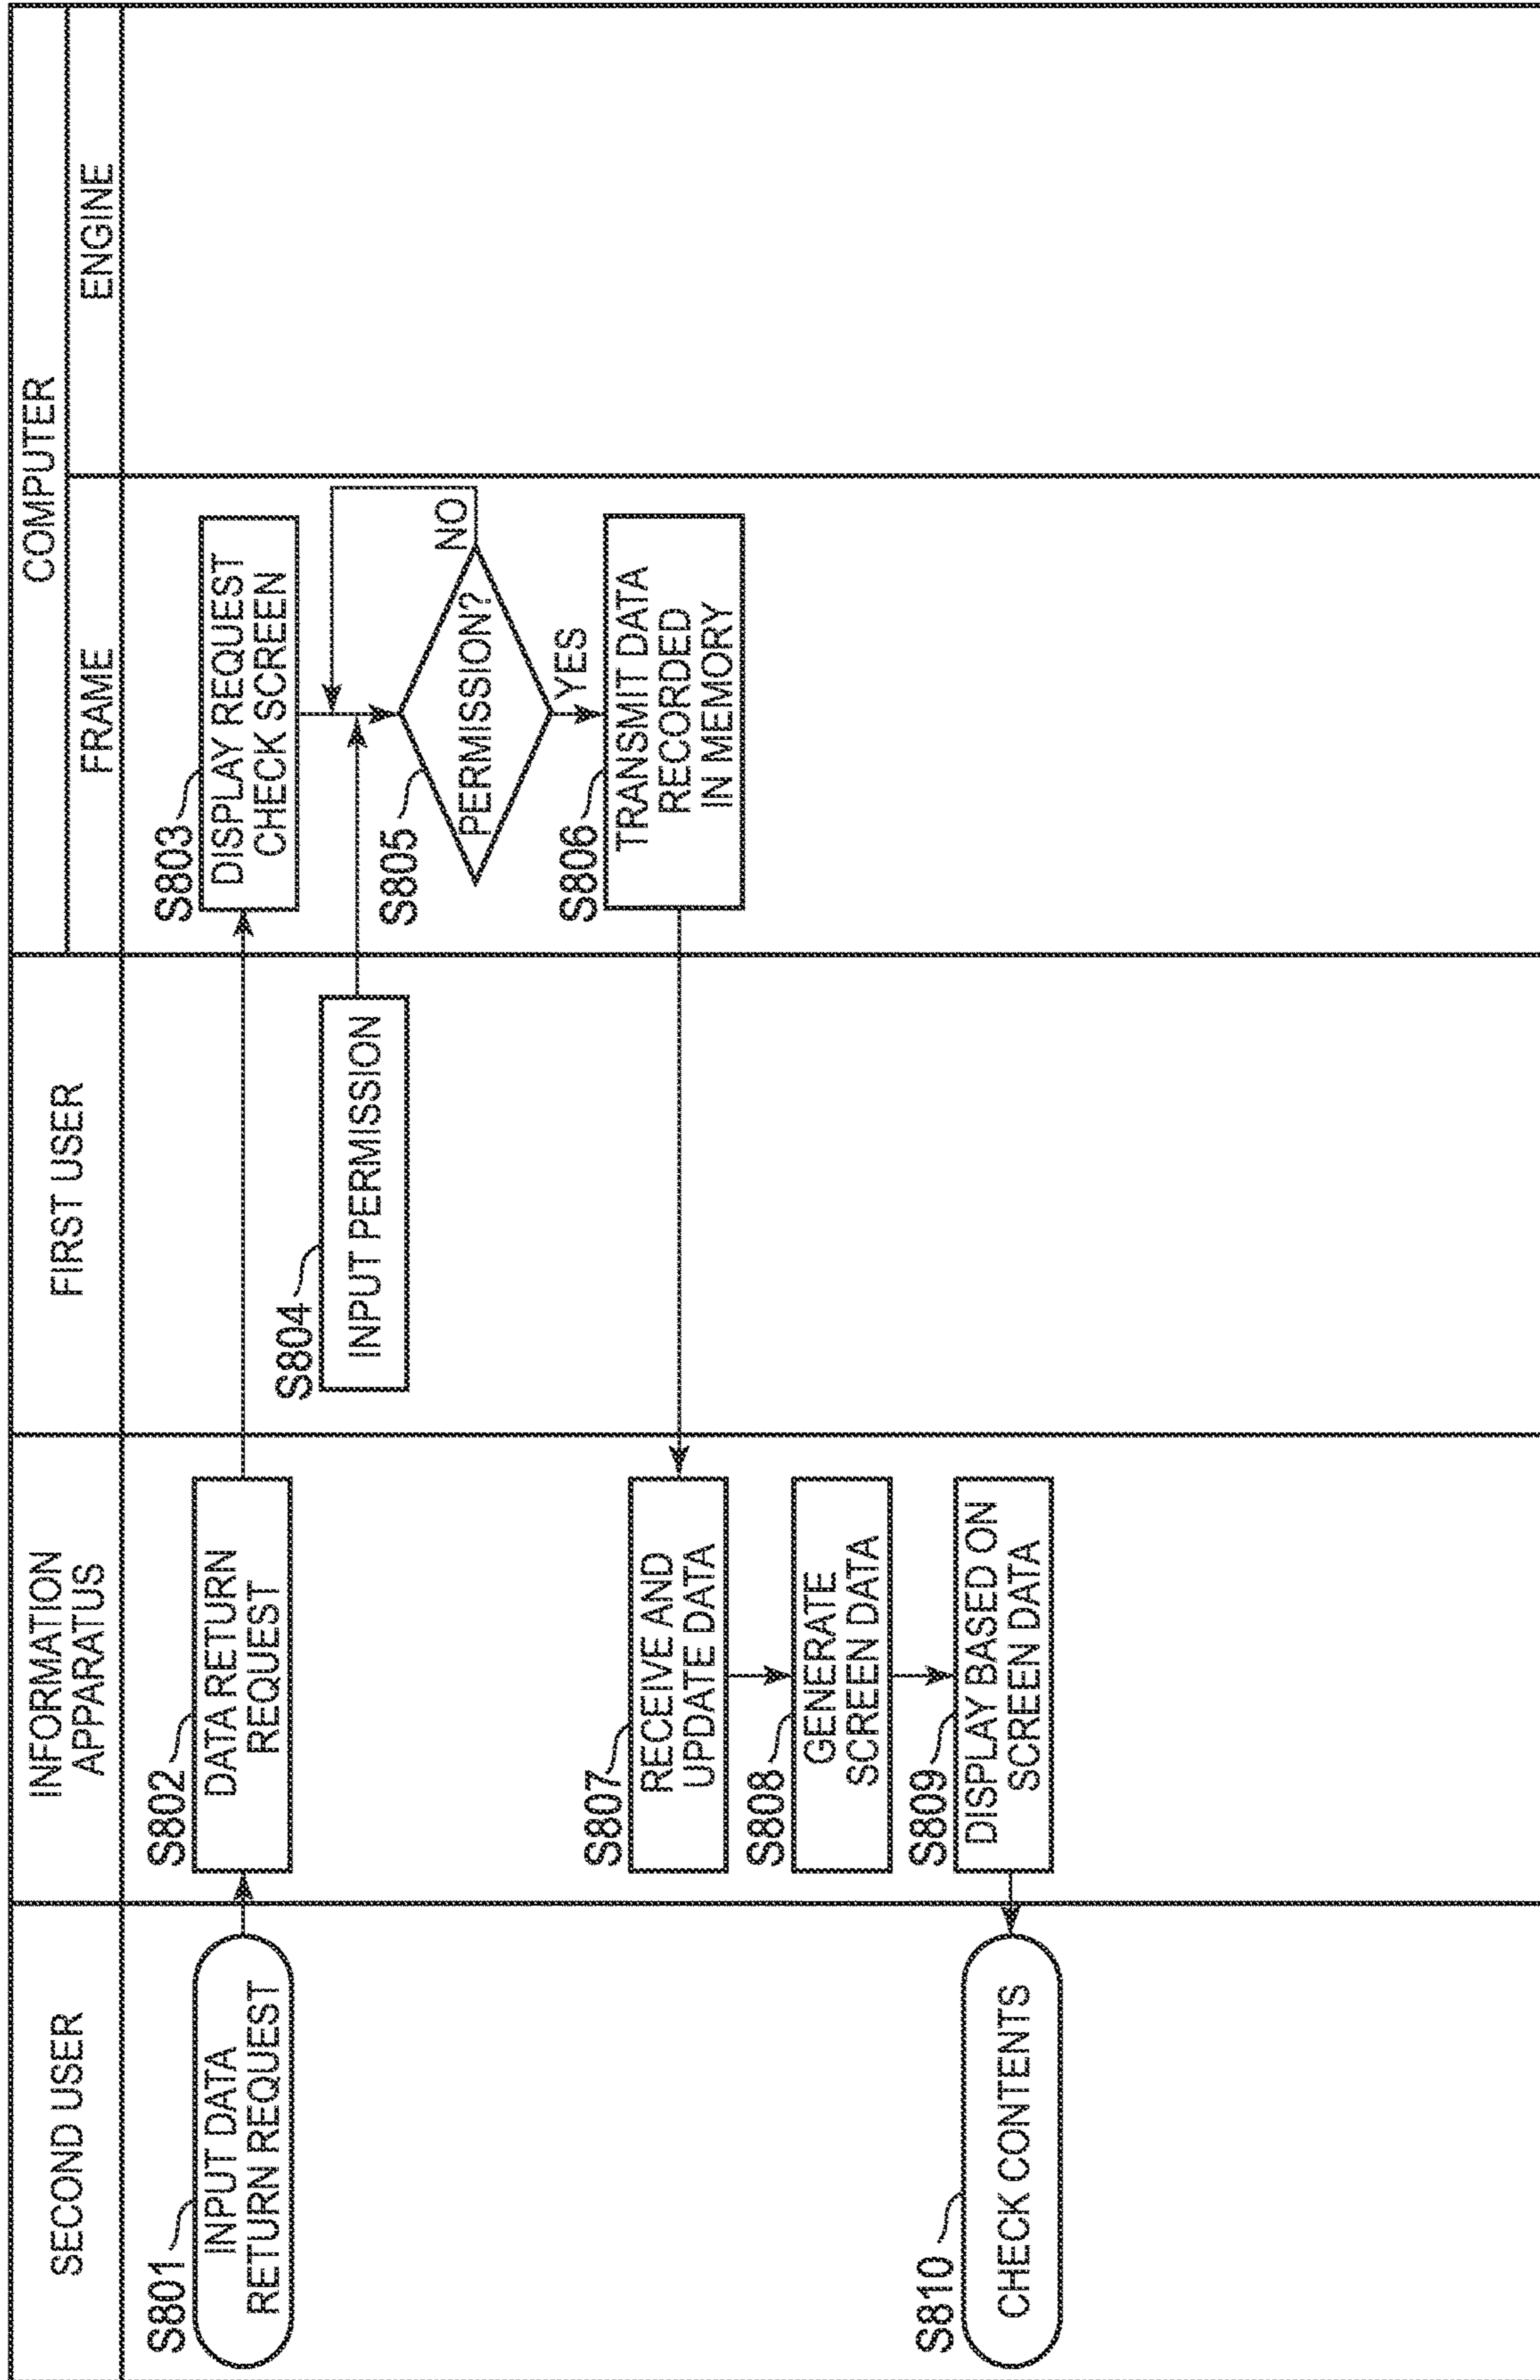 SECOND USER
INFORMATION
APPARATUS
FIRST USER
COMPUTER
FRAME
ENGINE
S801
INPUT DATA
RETURN REQUEST
S802
DATA RETURN
REQUEST
S803
DISPLAY REQUEST
CHECK SCREEN
S804
INPUT PERMISSION
S805
PERMISSION?
NO
YES
S806
TRANSMIT DATA
RECORDED
IN MEMORY
S807
RECEIVE AND
UPDATE DATA
S808
GENERATE
SCREEN DATA
S809
DISPLAY BASED ON
SCREEN DATA
S810
CHECK CONTENTS